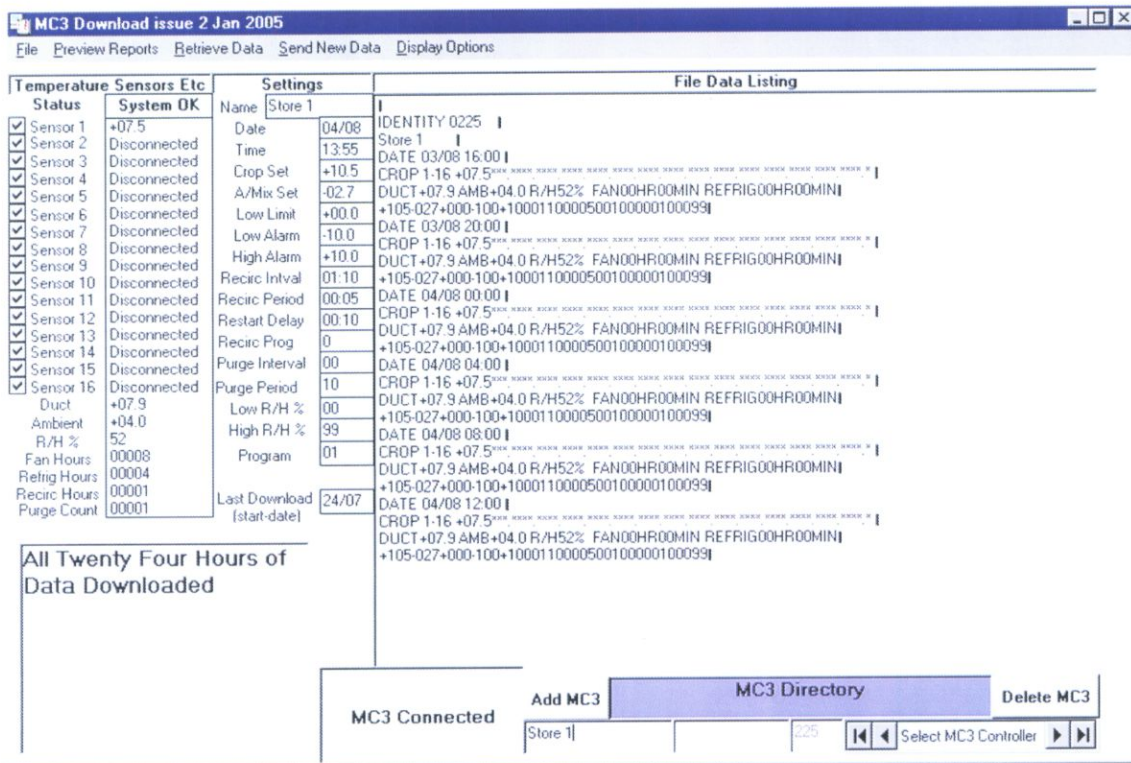 MC3 Download issue 2 Jan 2005
File Preview Reports Retrieve Data Send New Data Display Options
Temperature Sensors Etc
Status System OK
Sensor 1 +07.5
Sensor 2 Disconnected
Sensor 3 Disconnected
Sensor 4 Disconnected
Sensor 5 Disconnected
Sensor 6 Disconnected
Sensor 7 Disconnected
Sensor 8 Disconnected
Sensor 9 Disconnected
Sensor 10 Disconnected
Sensor 11 Disconnected
Sensor 12 Disconnected
Sensor 13 Disconnected
Sensor 14 Disconnected
Sensor 15 Disconnected
Sensor 16 Disconnected
Duct +07.9
Ambient +04.0
R/H % 52
Fan Hours 00008
Refrig Hours 00004
Recirc Hours 00001
Purge Count 00001
Settings
Name Store 1
Date 04/08
Time 13:55
Crop Set +10.5
A/Mix Set -02.7
Low Limit +00.0
Low Alarm -10.0
High Alarm +10.0
Recirc Intval 01:10
Recirc Period 00:05
Restart Delay 00:10
Recirc Prog 0
Purge Interval 00
Purge Period 10
Low R/H % 00
High R/H % 99
Program 01
Last Download 24/07
(start-date)
File Data Listing
IDENTITY 0225
Store 1
DATE 03/08 16:00
CROP 1-16 +07.5
DUCT+07.9 AMB+04.0 R/H52% FAN00HR00MIN REFRIG00HR00MIN
+105-027+000-100+1000110000500100000100099
DATE 03/08 20:00
CROP 1-16 +07.5
DUCT+07.9 AMB+04.0 R/H52% FAN00HR00MIN REFRIG00HR00MIN
+105-027+000-100+1000110000500100000100099
DATE 04/08 00:00
CROP 1-16 +07.5
DUCT+07.9 AMB+04.0 R/H52% FAN00HR00MIN REFRIG00HR00MIN
+105-027+000-100+1000110000500100000100099
DATE 04/08 04:00
CROP 1-16 +07.5
DUCT+07.9 AMB+04.0 R/H52% FAN00HR00MIN REFRIG00HR00MIN
+105-027+000-100+1000110000500100000100099
DATE 04/08 08:00
CROP 1-16 +07.5
DUCT+07.9 AMB+04.0 R/H52% FAN00HR00MIN REFRIG00HR00MIN
+105-027+000-100+1000110000500100000100099
DATE 04/08 12:00
CROP 1-16 +07.5
DUCT+07.9 AMB+04.0 R/H52% FAN00HR00MIN REFRIG00HR00MIN
+105-027+000-100+1000110000500100000100099
All Twenty Four Hours of
Data Downloaded
MC3 Connected
Add MC3 MC3 Directory Delete MC3
Store 1 225 Select MC3 Controller